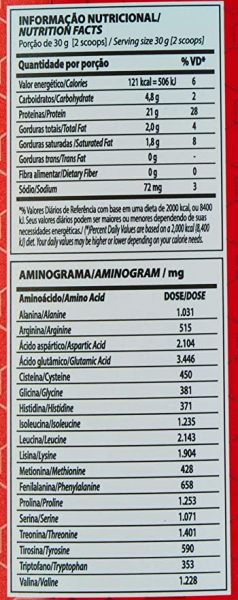 INFORMAÇÃO NUTRICIONAL/
NUTRITION FACTS
Porção de 30 g [2 scoops] / Serving size 30 g [2 scoops]
Quantidade por porção % VD*
Valor energético/Calories 121 kcal = 506 kJ 6
Carboidratos/Carbohydrate 4,8 g 2
Proteínas/Protein 21 g 28
Gorduras totais/Total Fat 2,0 g 4
Gorduras saturadas/Saturated Fat 1,8 g 8
Gorduras trans/Trans Fat 0 g -
Fibra alimentar/Dietary Fiber 0 g 0
Sódio/Sodium 72 mg 3
*% Valores Diários de Referência com base em uma dieta de 2000 kcal, ou 8400
kJ. Seus valores diários podem ser maiores ou menores dependendo de suas
necessidades energéticas./ (*)Percent Daily Values are based on a 2,000 kcal (8,400
kJ) diet. Your daily values may be higher or lower depending on your calorie needs.
AMINOGRAMA/AMINOGRAM / mg
Aminoácido/Amino Acid DOSE/DOSE
Alanina/Alanine 1.031
Arginina/Arginine 515
Ácido aspártico/Aspartic Acid 2.104
Ácido glutâmico/Glutamic Acid 3.446
Cisteína/Cysteine 450
Glicina/Glycine 381
Histidina/Histidine 371
Isoleucina/Isoleucine 1.235
Leucina/Leucine 2.143
Lisina/Lysine 1.904
Metionina/Methionine 428
Fenilalanina/Phenylalanine 658
Prolina/Proline 1.253
Serina/Serine 1.071
Treonina/Threonine 1.401
Tirosina/Tyrosine 590
Triptofano/Tryptophan 353
Valina/Valine 1.228